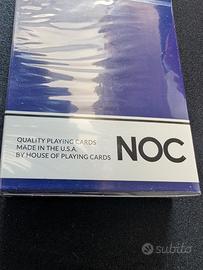 QUALITY PLAYING CARDS
MADE IN THE U.S.A.
BY HOUSE OF PLAYING CARDS
NOC
subito